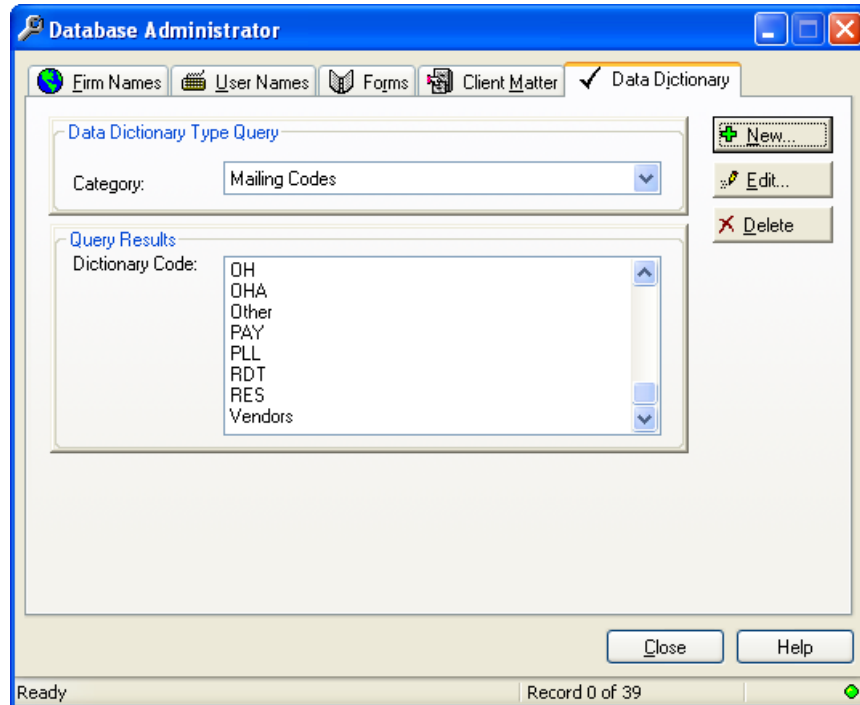 Database Administrator
Firm Names User Names Forms Client Matter Data Dictionary
Data Dictionary Type Query
Category: Mailing Codes
New...
Edit...
Delete
Query Results
Dictionary Code:
OH
OHA
Other
PAY
PLL
RDT
RES
Vendors
Close Help
Ready Record 0 of 39